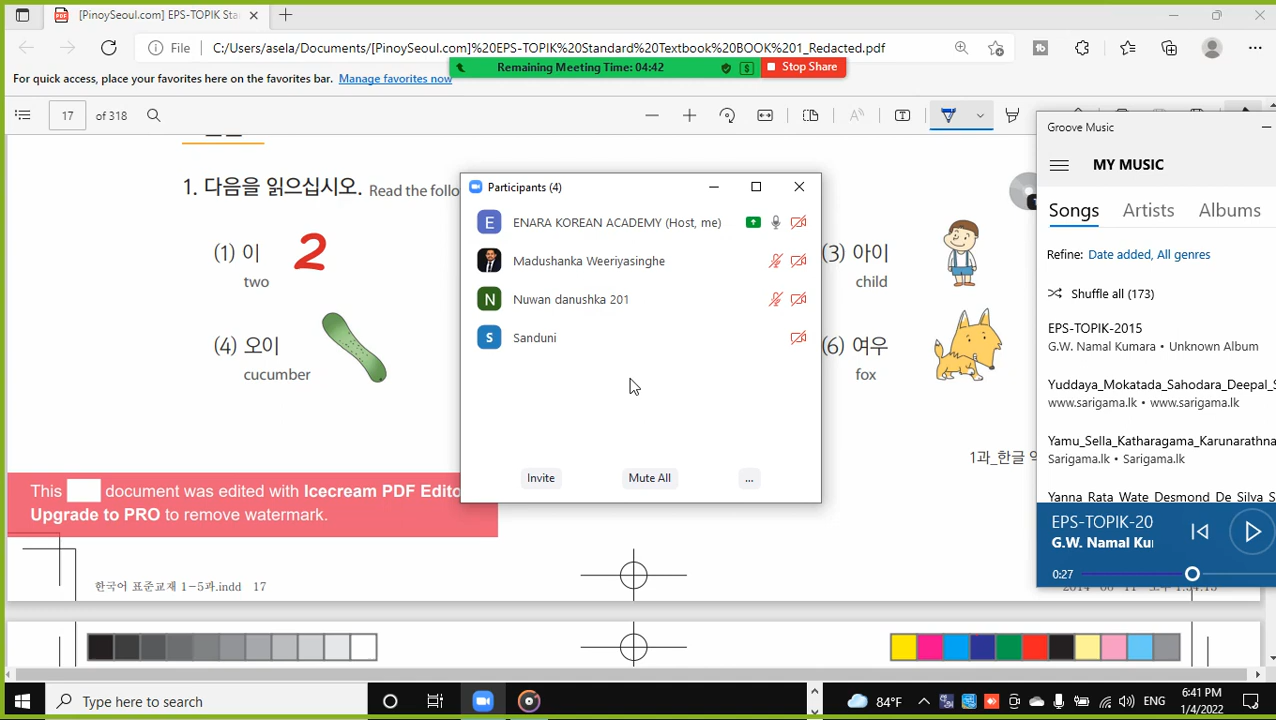 [PinoySeoul.com] EPS-TOPIK Sta
File C:/Users/asela/Documents/[PinoySeoul.com]%20EPS-TOPIK%20Standard%20Textbook%20BOOK%201_Redacted.pdf
For quick access, place your favorites here on the favorites bar. Manage favorites now
Remaining Meeting Time: 04:42 Stop Share
17 of 318
1. 다음을 읽으십시오. Read the follo
(1) 이
two
2
(4) 오이
cucumber
Participants (4)
E ENARA KOREAN ACADEMY (Host, me)
Madushanka Weeriyasinghe
N Nuwan danushka 201
S Sanduni
Invite Mute All ...
(3) 아이
child
(6) 여우
fox
1과_한글
Groove Music
MY MUSIC
Songs Artists Albums
Refine: Date added, All genres
Shuffle all (173)
EPS-TOPIK-2015
G.W. Namal Kumara • Unknown Album
Yuddaya_Mokatada_Sahodara_Deepal_S
www.sarigama.lk • www.sarigama.lk
Yamu_Sella_Katharagama_Karunarathna
Sarigama.lk • Sarigama.lk
Yanna_Rata_Wate_Desmond_De_Silva_S
EPS-TOPIK-20
G.W. Namal Kur
0:27
This document was edited with Icecream PDF Edito
Upgrade to PRO to remove watermark.
한국어 표준교재 1-5과.indd 17
Type here to search
84°F
ENG
6:41 PM
1/4/2022